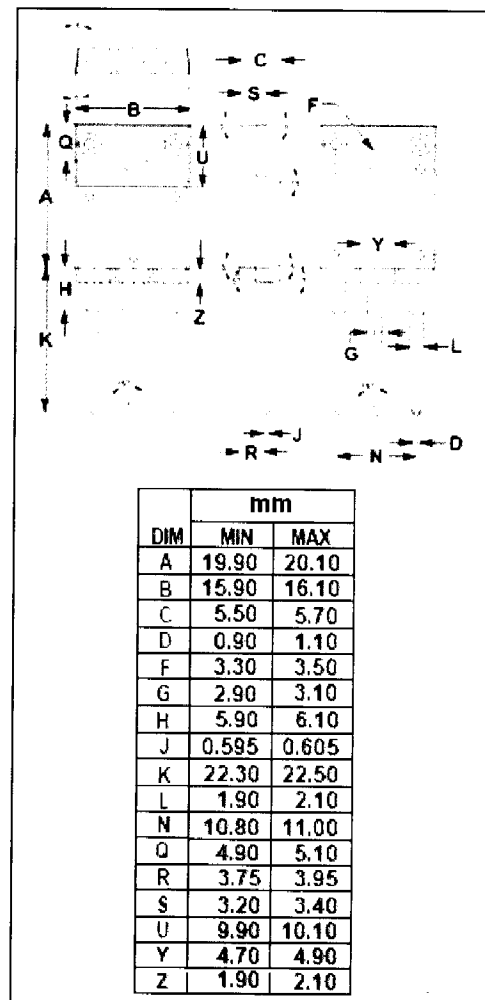 C
S
B
F
Q
U
A
Y
H
Z
K
G
L
J
R
N
D
mm
DIM MIN MAX
A 19.90 20.10
B 15.90 16.10
C 5.50 5.70
D 0.90 1.10
F 3.30 3.50
G 2.90 3.10
H 5.90 6.10
J 0.595 0.605
K 22.30 22.50
L 1.90 2.10
N 10.80 11.00
Q 4.90 5.10
R 3.75 3.95
S 3.20 3.40
U 9.90 10.10
Y 4.70 4.90
Z 1.90 2.10